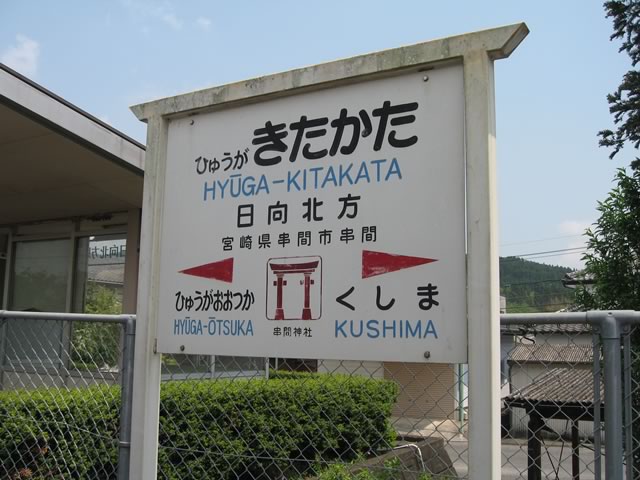 ひゅうが きたかた
HYŪGA-KITAKATA
日向北方
宮崎県串間市串間
ひゅうがおおつか くしま
HYŪGA-ŌTSUKA KUSHIMA
串間神社